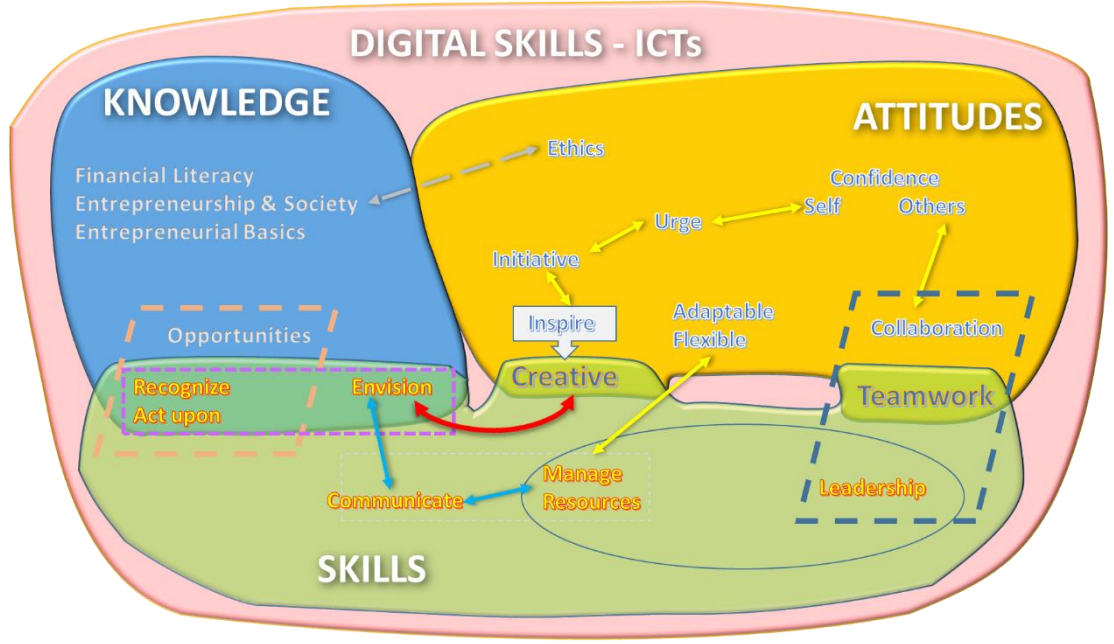 DIGITAL SKILLS - ICTs
KNOWLEDGE
ATTITUDES
Financial Literacy
Entrepreneurship & Society
Entrepreneurial Basics
Ethics
Confidence
Self
Others
Urge
Initiative
Inspire
Adaptable
Flexible
Collaboration
Opportunities
Recognize
Act upon
Envision
Creative
Teamwork
Communicate
Manage
Resources
Leadership
SKILLS